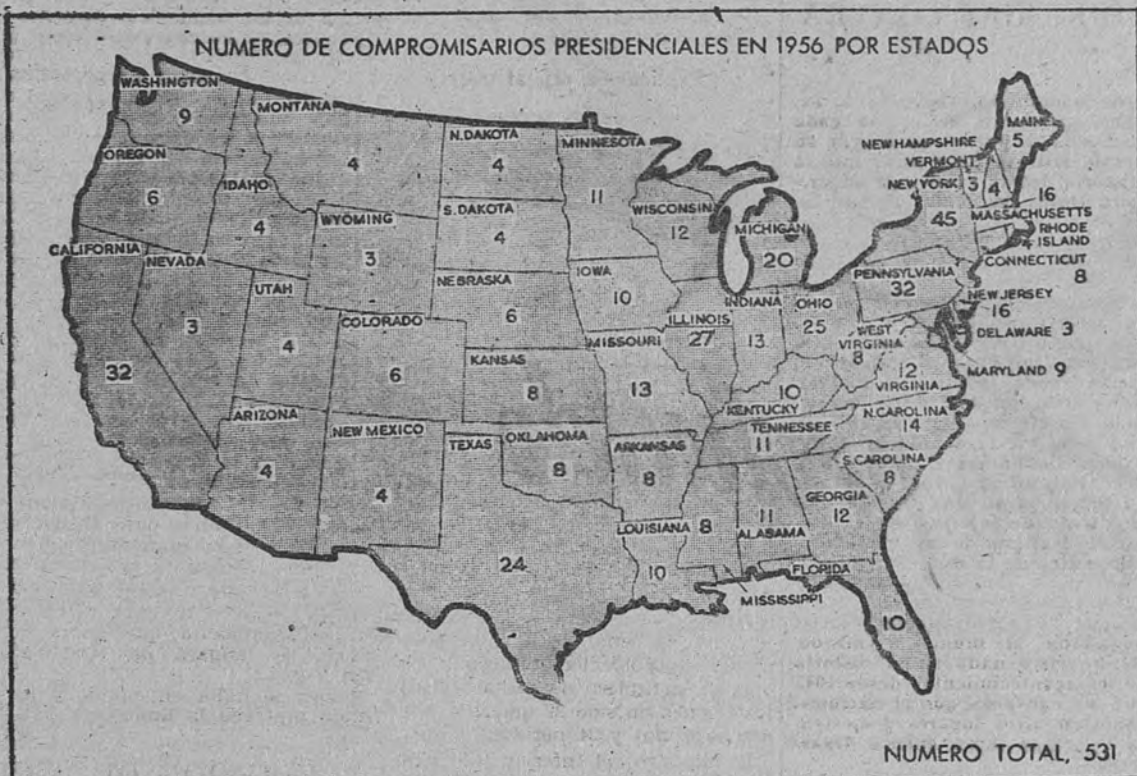 NUMERO DE COMPROMISARIOS PRESIDENCIALES EN 1956 POR ESTADOS
WASHINGTON
9
OREGON
6
CALIFORNIA
32
NEVADA
3
IDAHO
4
MONTANA
4
WYOMING
3
UTAH
4
COLORADO
6
ARIZONA
4
NEW MEXICO
4
N.DAKOTA
4
S.DAKOTA
4
NEBRASKA
6
KANSAS
8
OKLAHOMA
8
TEXAS
24
MINNESOTA
11
IOWA
10
MISSOURI
13
ARKANSAS
8
LOUISIANA
10
WISCONSIN
12
ILLINOIS
27
MICHIGAN
20
INDIANA
13
OHIO
25
KENTUCKY
10
TENNESSEE
11
8
MISSISSIPPI
11
ALABAMA
GEORGIA
12
FLORIDA
10
S.CAROLINA
8
N.CAROLINA
14
12
VIRGINIA
WEST
VIRGINIA
8
MARYLAND 9
DELAWARE 3
NEW JERSEY
16
PENNSYLVANIA
32
NEW YORK
45
CONNECTICUT
8
RHODE
ISLAND
4
16
MASSACHUSETTS
VERMONT
3
NEW HAMPSHIRE
4
MAINE
5
NUMERO TOTAL, 531